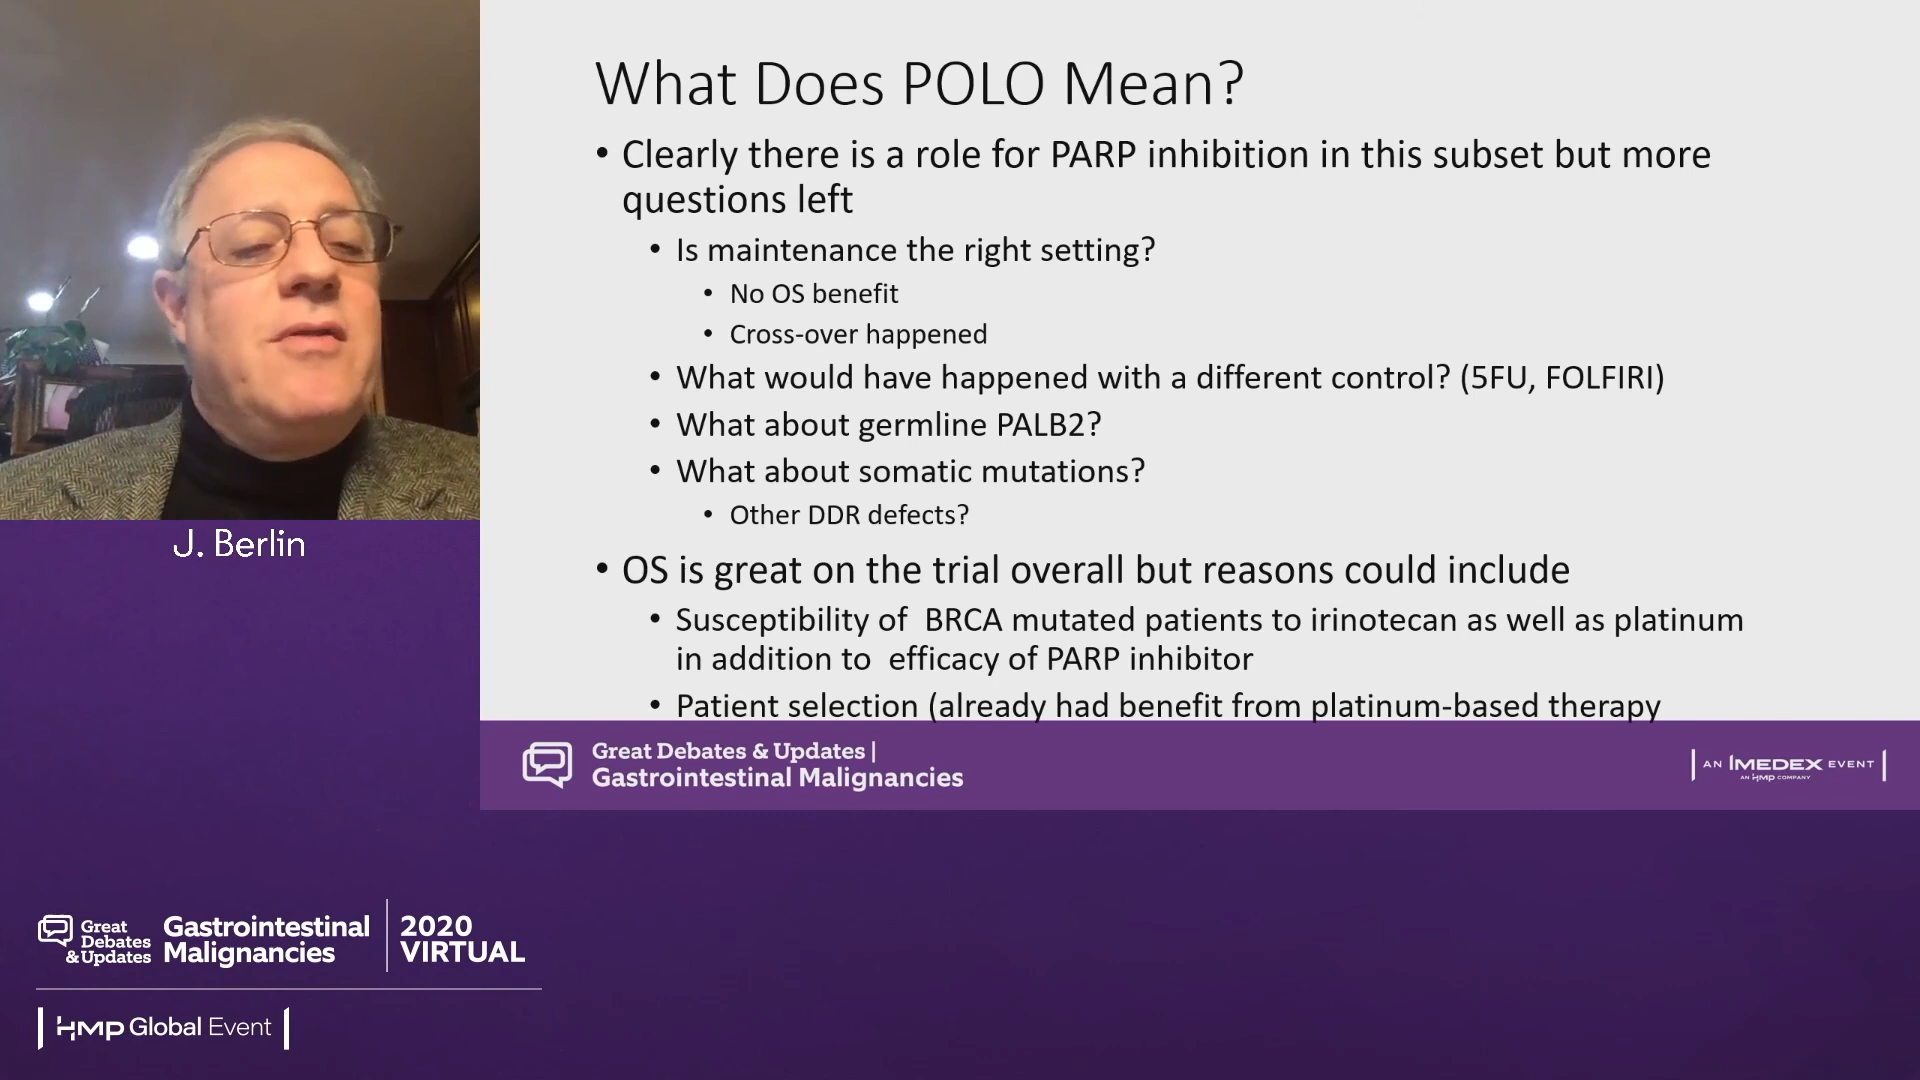 What Does POLO Mean?
• Clearly there is a role for PARP inhibition in this subset but more
questions left
• Is maintenance the right setting?
• No OS benefit
• Cross-over happened
• What would have happened with a different control? (5FU, FOLFIRI)
• What about germline PALB2?
• What about somatic mutations?
• Other DDR defects?
• OS is great on the trial overall but reasons could include
• Susceptibility of  BRCA mutated patients to irinotecan as well as platinum
in addition to  efficacy of PARP inhibitor
• Patient selection (already had benefit from platinum-based therapy
J. Berlin
Great Debates & Updates |
Gastrointestinal Malignancies
AN IMEDEX EVENT
AN HMP COMPANY
Great
Debates
& Updates
Gastrointestinal
Malignancies
2020
VIRTUAL
HMP Global Event